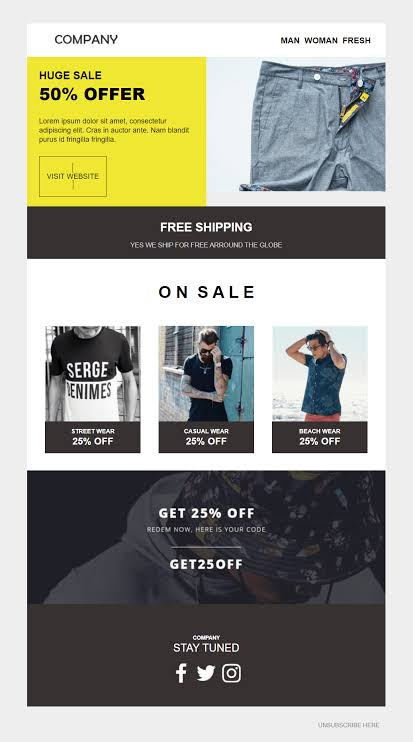 COMPANY
MAN WOMAN FRESH
HUGE SALE
50% OFFER
Lorem ipsum dolor sit amet, consectetur
adipiscing elit. Cras in auctor ante. Nam blandit
purus id fringilla fringilla.
VISIT WEBSITE
FREE SHIPPING
YES WE SHIP FOR FREE ARROUND THE GLOBE
ON SALE
SERGE
DENIMES
STREET WEAR
25% OFF
CASUAL WEAR
25% OFF
BEACH WEAR
25% OFF
GET 25% OFF
REDEM NOW, HERE IS YOUR CODE
GET25OFF
COMPANY
STAY TUNED
UNSUBSCRIBE HERE